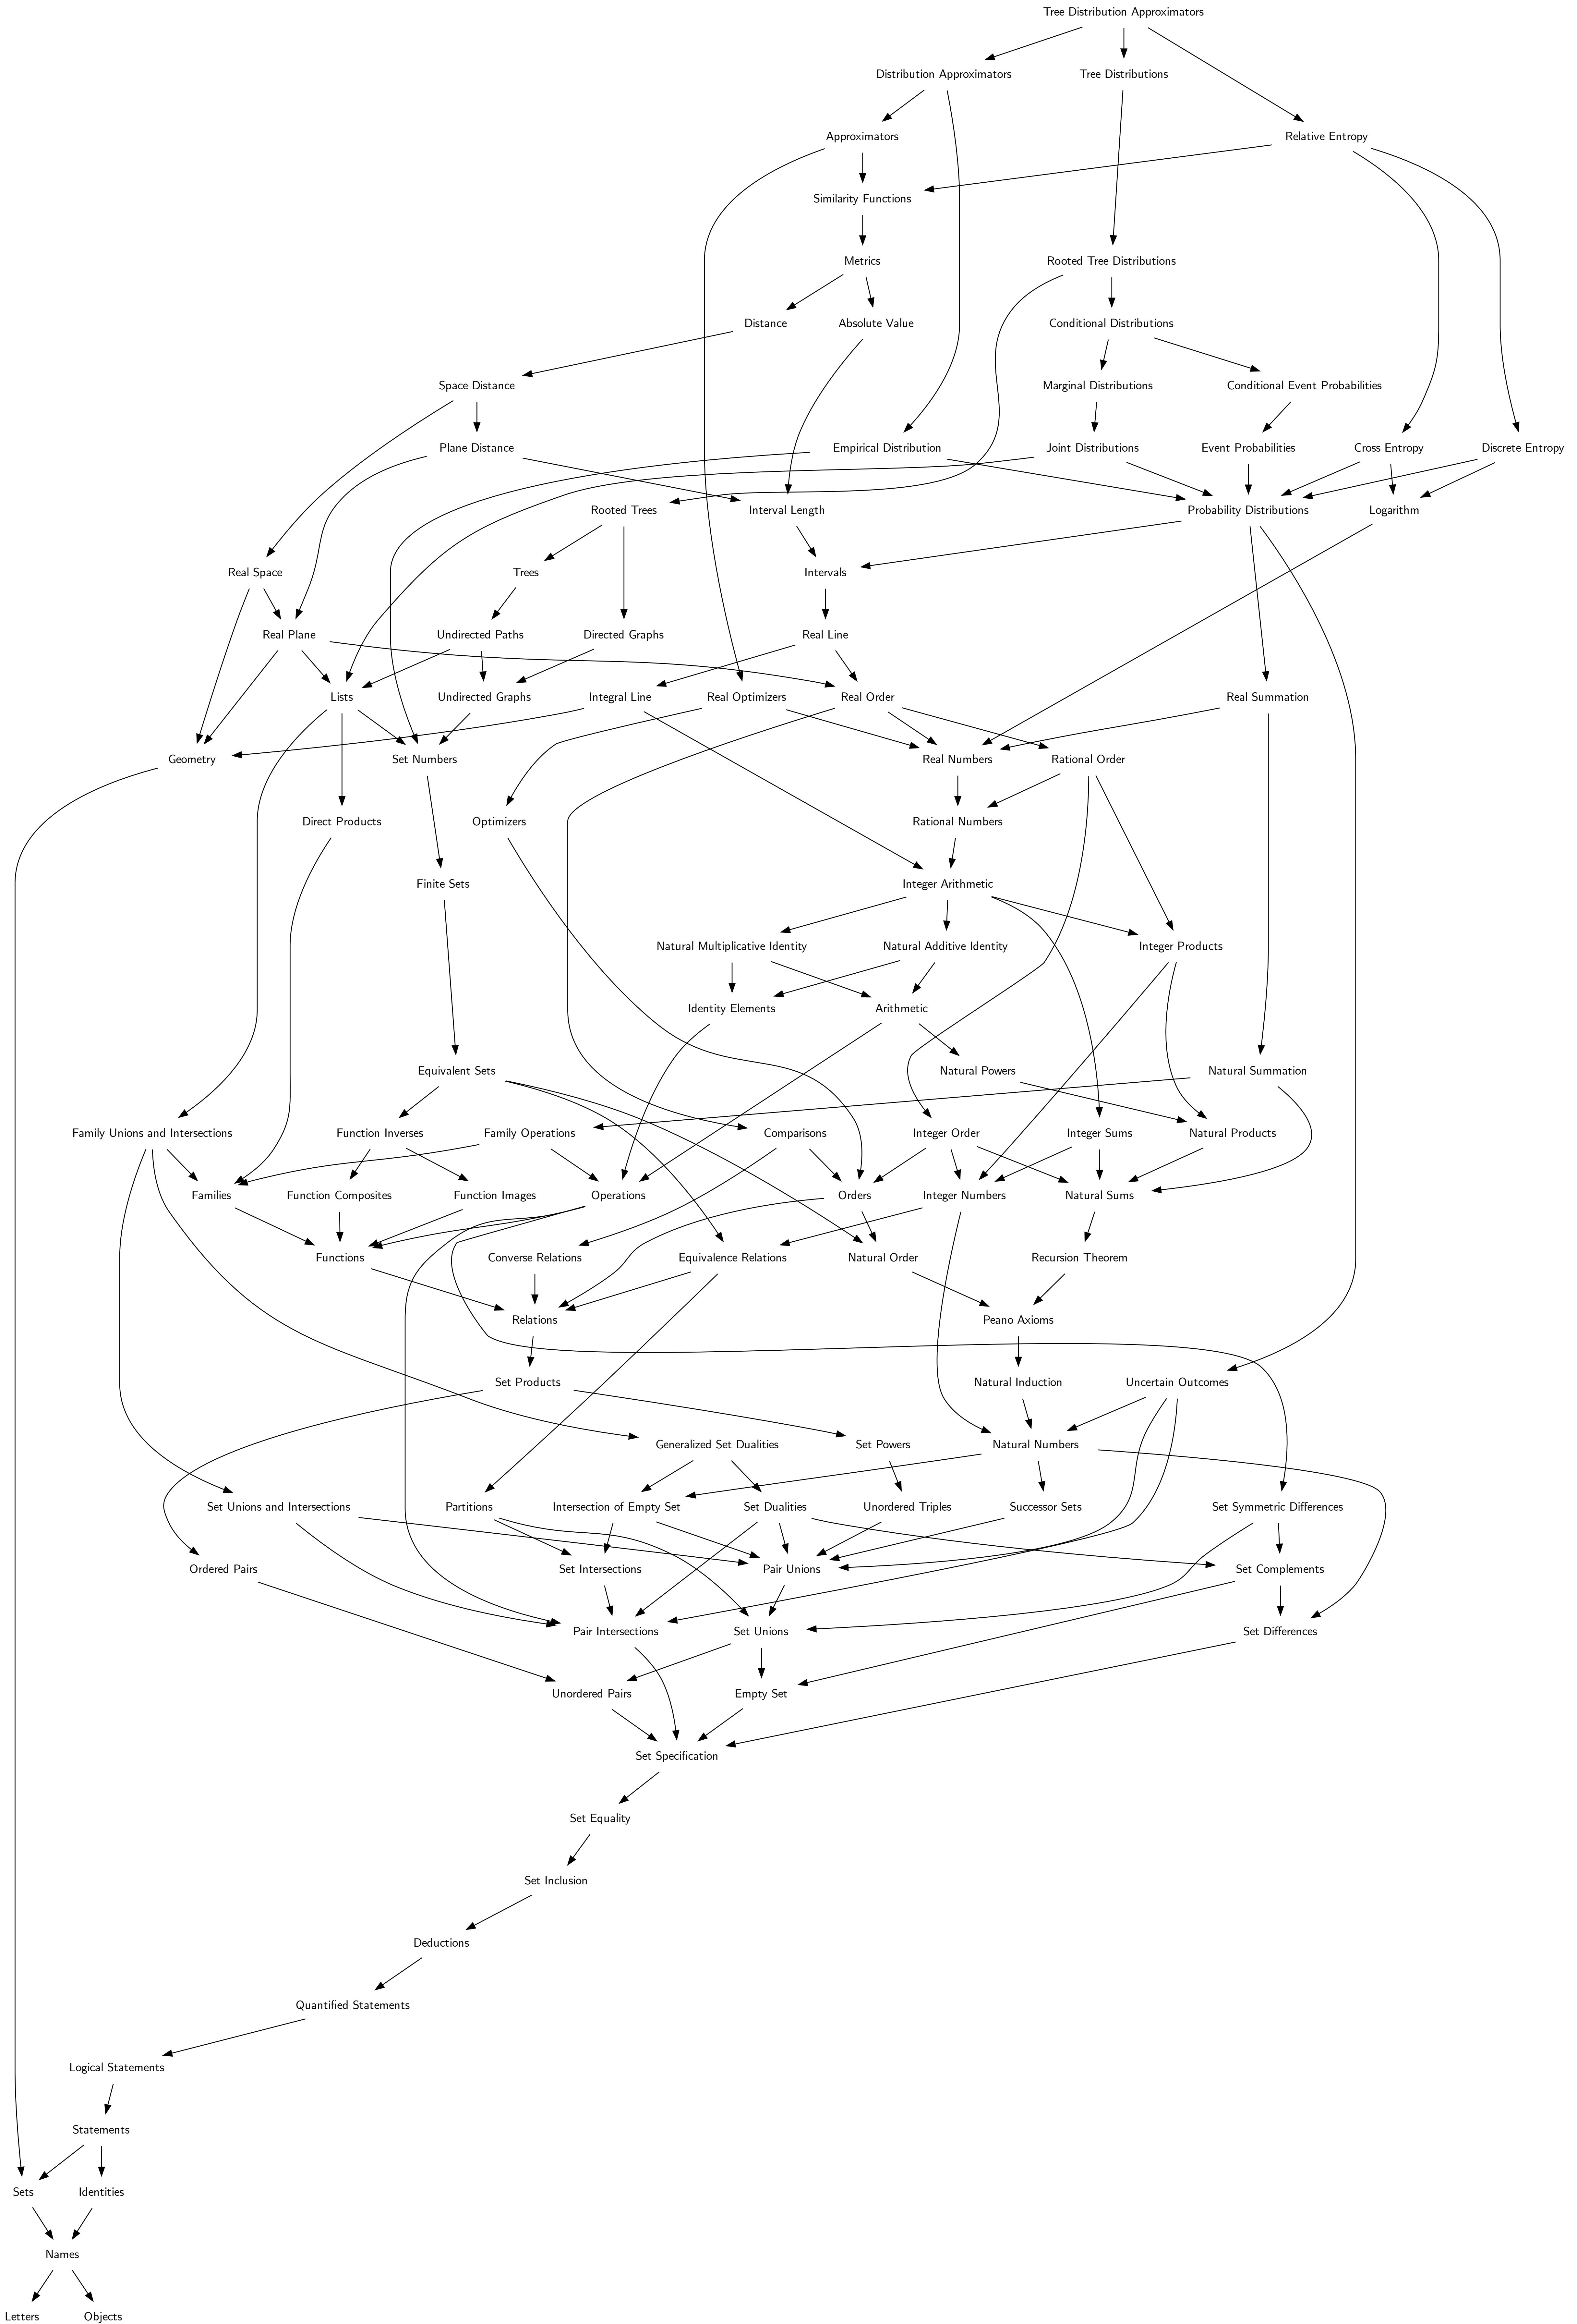 Tree Distribution Approximators
Distribution Approximators
Tree Distributions
Approximators
Relative Entropy
Similarity Functions
Metrics
Rooted Tree Distributions
Distance
Absolute Value
Conditional Distributions
Space Distance
Marginal Distributions
Conditional Event Probabilities
Plane Distance
Empirical Distribution
Joint Distributions
Event Probabilities
Cross Entropy
Discrete Entropy
Rooted Trees
Interval Length
Probability Distributions
Logarithm
Real Space
Trees
Intervals
Real Plane
Undirected Paths
Directed Graphs
Real Line
Lists
Undirected Graphs
Integral Line
Real Optimizers
Real Order
Real Summation
Geometry
Set Numbers
Real Numbers
Rational Order
Direct Products
Optimizers
Rational Numbers
Finite Sets
Integer Arithmetic
Natural Multiplicative Identity
Natural Additive Identity
Integer Products
Identity Elements
Arithmetic
Equivalent Sets
Natural Powers
Natural Summation
Family Unions and Intersections
Function Inverses
Family Operations
Comparisons
Integer Order
Integer Sums
Natural Products
Families
Function Composites
Function Images
Operations
Orders
Integer Numbers
Natural Sums
Functions
Converse Relations
Equivalence Relations
Natural Order
Recursion Theorem
Relations
Peano Axioms
Set Products
Natural Induction
Uncertain Outcomes
Generalized Set Dualities
Set Powers
Natural Numbers
Set Unions and Intersections
Partitions
Intersection of Empty Set
Set Dualities
Unordered Triples
Successor Sets
Set Symmetric Differences
Ordered Pairs
Set Intersections
Pair Unions
Set Complements
Pair Intersections
Set Unions
Set Differences
Unordered Pairs
Empty Set
Set Specification
Set Equality
Set Inclusion
Deductions
Quantified Statements
Logical Statements
Statements
Sets
Identities
Names
Letters
Objects